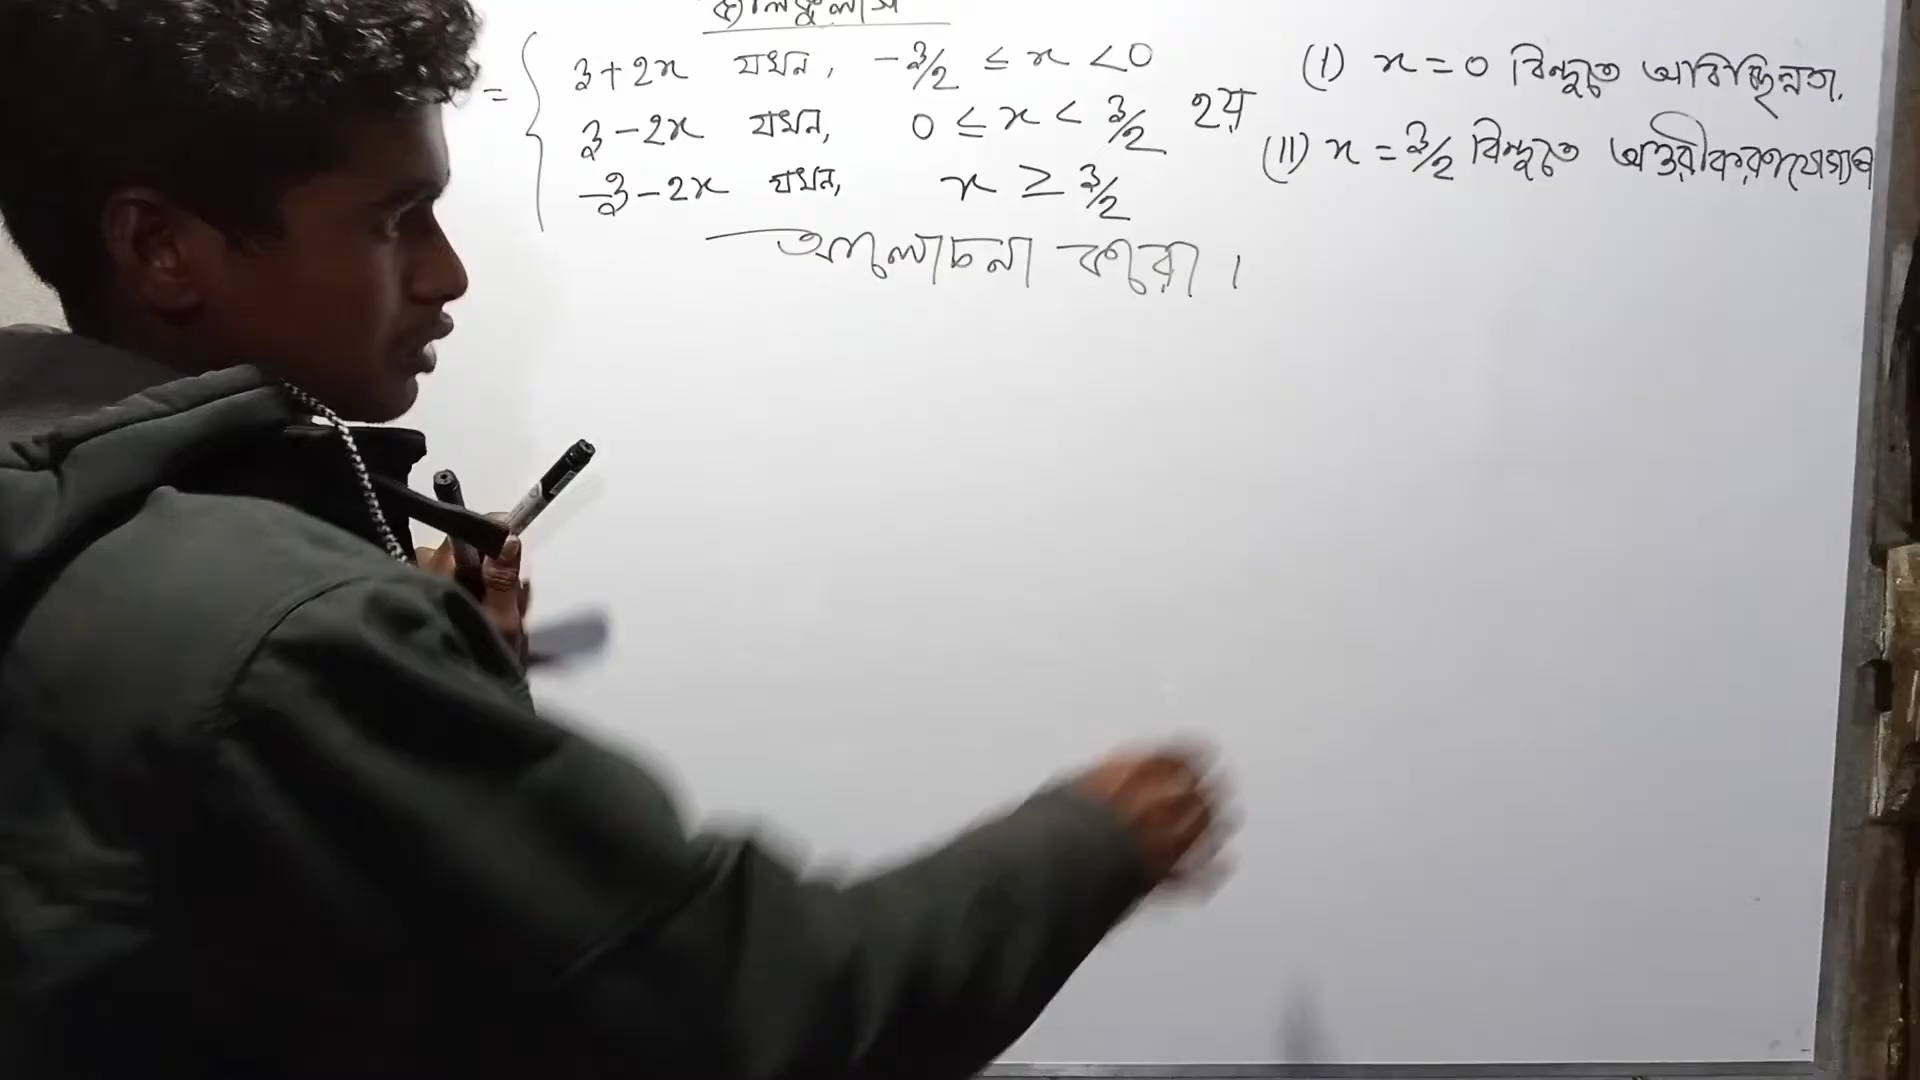 ক্যালকুলাস
= { 3+2x যখন, -3/2 ≤ x < 0
3-2x যখন, 0 ≤ x < 3/2 হয়
-3-2x যখন, x ≥ 3/2
আলোচনা করো।
(I) x = 0 বিন্দুতে অবিচ্ছিন্নতা,
(II) x = 3/2 বিন্দুতে অন্তরীকরণযোগ্যতা